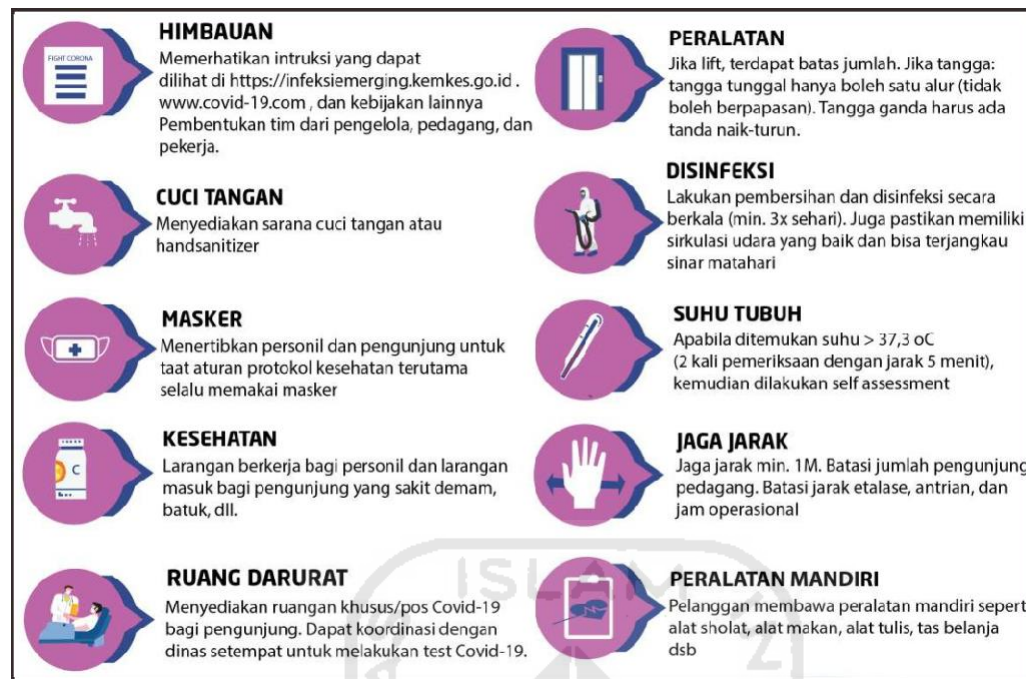 FIGHT CORONA
HIMBAUAN
Memerhatikan intruksi yang dapat
dilihat di https://infeksiemerging.kemkes.go.id .
www.covid-19.com , dan kebijakan lainnya
Pembentukan tim dari pengelola, pedagang, dan
pekerja.
CUCI TANGAN
Menyediakan sarana cuci tangan atau
handsanitizer
MASKER
Menertibkan personil dan pengunjung untuk
taat aturan protokol kesehatan terutama
selalu memakai masker
C
KESEHATAN
Larangan berkerja bagi personil dan larangan
masuk bagi pengunjung yang sakit demam,
batuk, dll.
RUANG DARURAT
Menyediakan ruangan khusus/pos Covid-19
bagi pengunjung. Dapat koordinasi dengan
dinas setempat untuk melakukan test Covid-19.
PERALATAN
Jika lift, terdapat batas jumlah. Jika tangga:
tangga tunggal hanya boleh satu alur (tidak
boleh berpapasan). Tangga ganda harus ada
tanda naik-turun.
DISINFEKSI
Lakukan pembersihan dan disinfeksi secara
berkala (min. 3x sehari). Juga pastikan memiliki
sirkulasi udara yang baik dan bisa terjangkau
sinar matahari
SUHU TUBUH
Apabila ditemukan suhu > 37,3 oC
(2 kali pemeriksaan dengan jarak 5 menit),
kemudian dilakukan self assessment
JAGA JARAK
Jaga jarak min. 1M. Batasi jumlah pengunjung
pedagang. Batasi jarak etalase, antrian, dan
jam operasional
PERALATAN MANDIRI
Pelanggan membawa peralatan mandiri sepert
alat sholat, alat makan, alat tulis, tas belanja
dsb
ISLAM